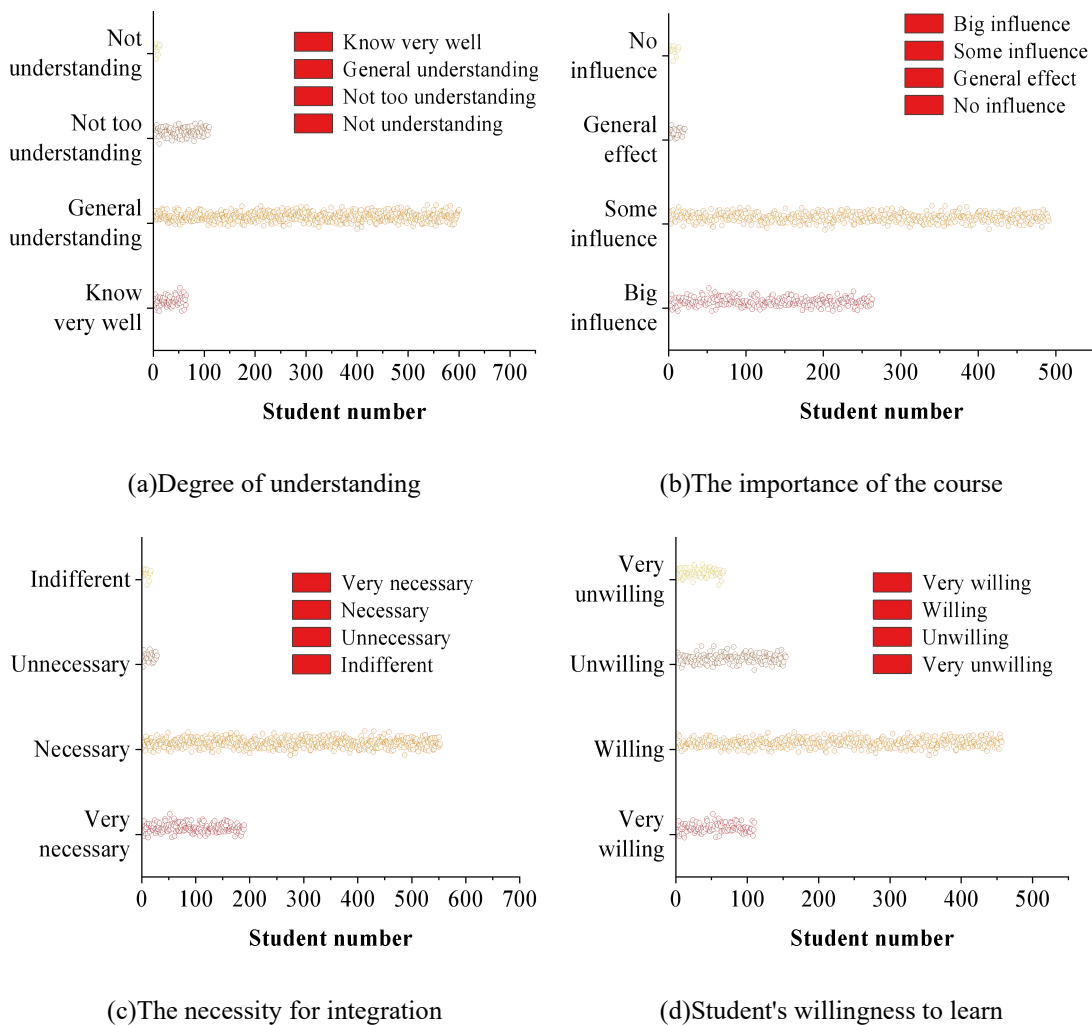 Not
understanding
Not too
understanding
General
understanding
Know
very well
Know very well
General understanding
Not too understanding
Not understanding
0 100 200 300 400 500 600 700
Student number
(a)Degree of understanding
No
influence
General
effect
Some
influence
Big
influence
Big influence
Some influence
General effect
No influence
0 100 200 300 400 500
Student number
(b)The importance of the course
Indifferent
Unnecessary
Necessary
Very
necessary
Very necessary
Necessary
Unnecessary
Indifferent
0 100 200 300 400 500 600 700
Student number
(c)The necessity for integration
Very
unwilling
Unwilling
Willing
Very
willing
Very willing
Willing
Unwilling
Very unwilling
0 100 200 300 400 500
Student number
(d)Student's willingness to learn